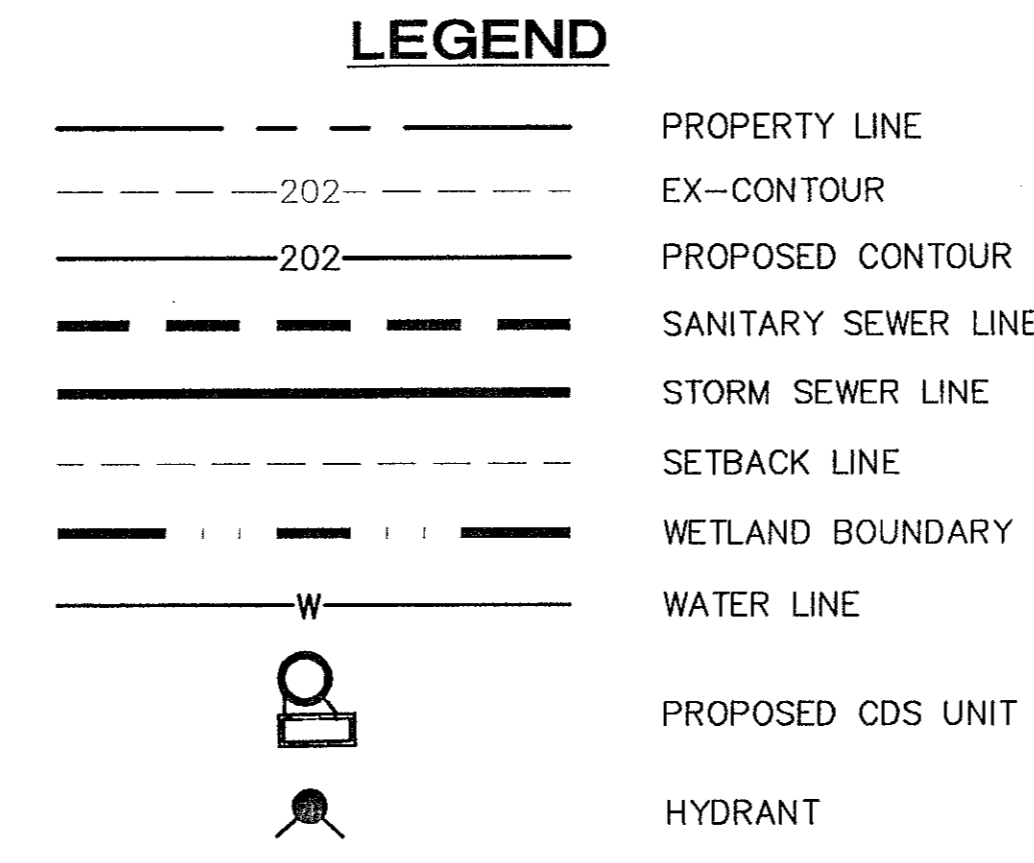 LEGEND
PROPERTY LINE
202 EX-CONTOUR
202 PROPOSED CONTOUR
SANITARY SEWER LINE
STORM SEWER LINE
SETBACK LINE
WETLAND BOUNDARY
W WATER LINE
PROPOSED CDS UNIT
HYDRANT